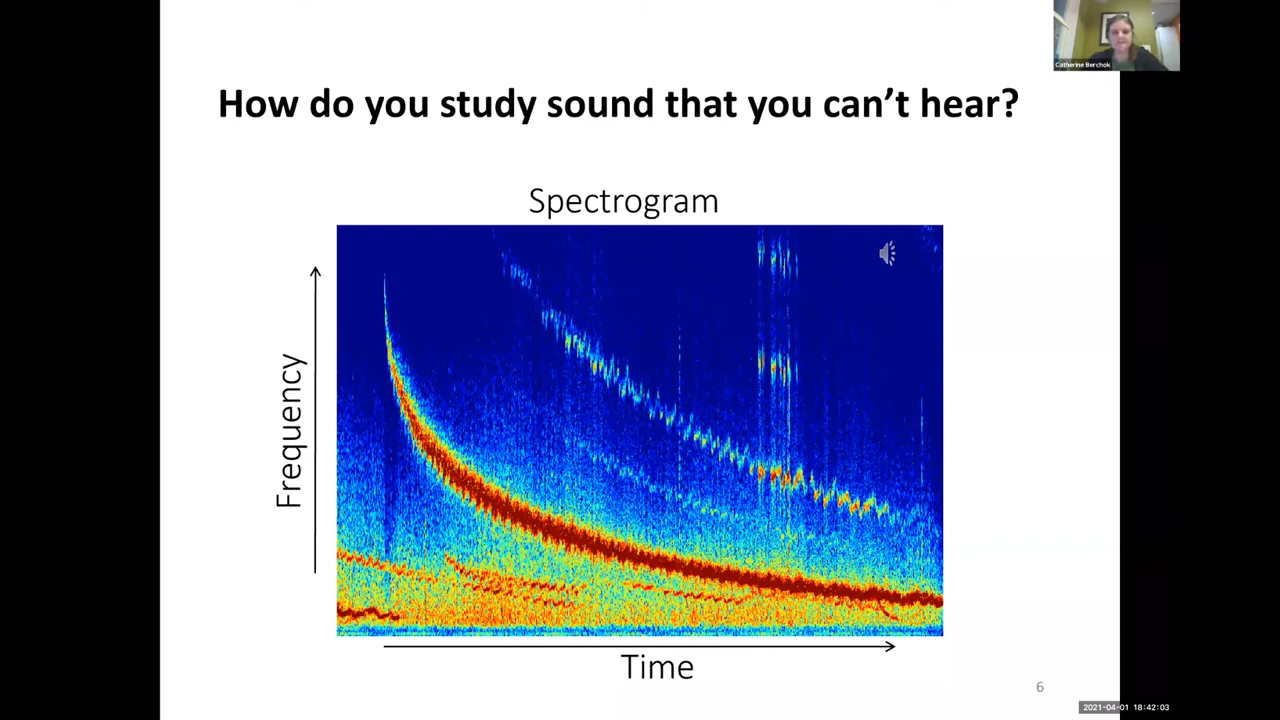 Catherine Berchok
How do you study sound that you can’t hear?
Spectrogram
Frequency
Time
6
2021-04-01 18:42:03